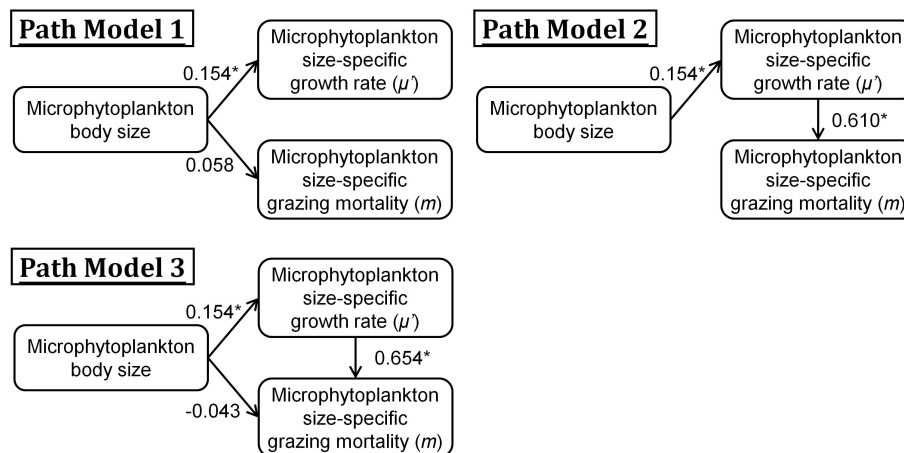 Path Model 1
Microphytoplankton
size-specific
growth rate (μ’)
0.154*
Microphytoplankton
body size
0.058
Microphytoplankton
size-specific
grazing mortality (m)
Path Model 2
Microphytoplankton
size-specific
growth rate (μ’)
0.154*
Microphytoplankton
body size
0.610*
Microphytoplankton
size-specific
grazing mortality (m)
Path Model 3
Microphytoplankton
size-specific
growth rate (μ’)
0.154*
Microphytoplankton
body size
0.654*
-0.043
Microphytoplankton
size-specific
grazing mortality (m)